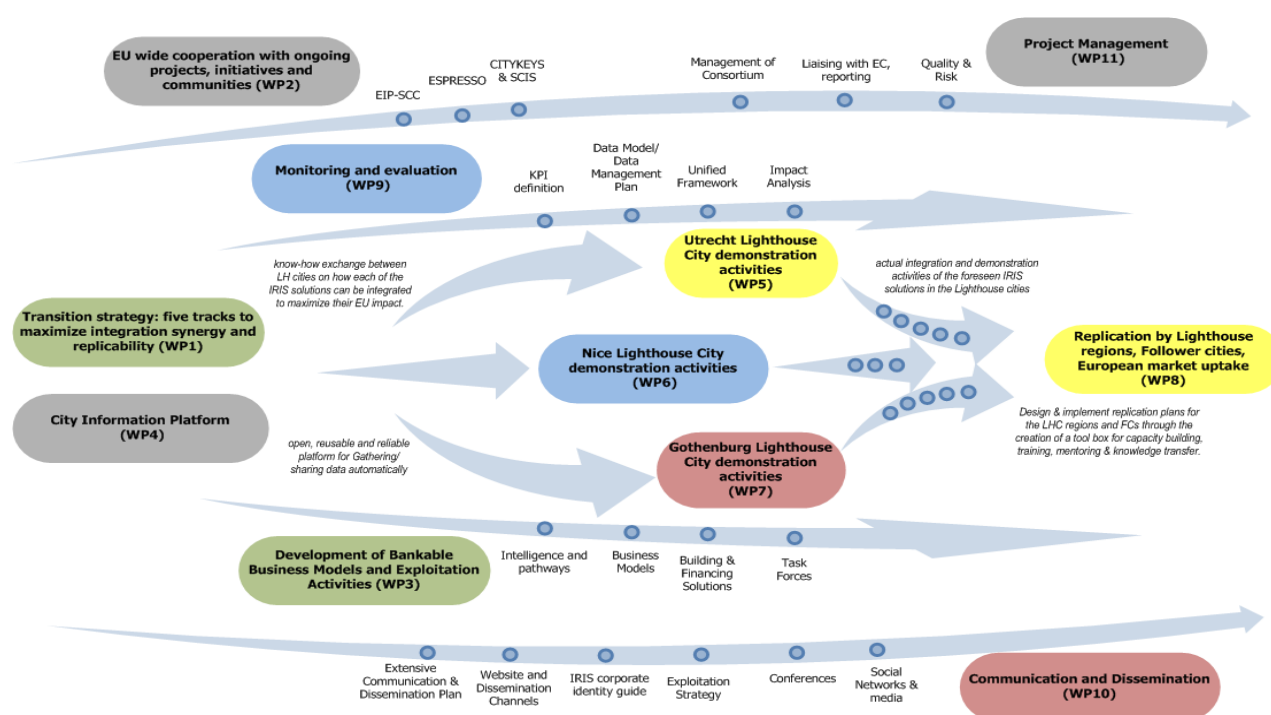 EU wide cooperation with ongoing
projects, initiatives and
communities (WP2)
EIP-SCC
ESPRESSO
CITYKEYS
& SCIS
Management of
Consortium
Liaising with EC,
reporting
Quality &
Risk
Project Management
(WP11)
Monitoring and evaluation
(WP9)
KPI
definition
Data Model/
Data
Management
Plan
Unified
Framework
Impact
Analysis
know-how exchange between
LH cities on how each of the
IRIS solutions can be integrated
to maximize their EU impact.
Utrecht Lighthouse
City demonstration
activities
(WP5)
actual integration and demonstration
activities of the foreseen IRIS
solutions in the Lighthouse cities
Transition strategy: five tracks to
maximize integration synergy and
replicability (WP1)
Nice Lighthouse City
demonstration activities
(WP6)
Replication by Lighthouse
regions, Follower cities,
European market uptake
(WP8)
City Information Platform
(WP4)
open, reusable and reliable
platform for Gathering/
sharing data automatically
Gothenburg Lighthouse
City demonstration
activities
(WP7)
Design & implement replication plans for
the LHC regions and FCs through the
creation of a tool box for capacity building,
training, mentoring & knowledge transfer.
Development of Bankable
Business Models and Exploitation
Activities (WP3)
Intelligence and
pathways
Business
Models
Building &
Financing
Solutions
Task
Forces
Extensive
Communication &
Dissemination Plan
Website and
Dissemination
Channels
IRIS corporate
identity guide
Exploitation
Strategy
Conferences
Social
Networks &
media
Communication and Dissemination
(WP10)